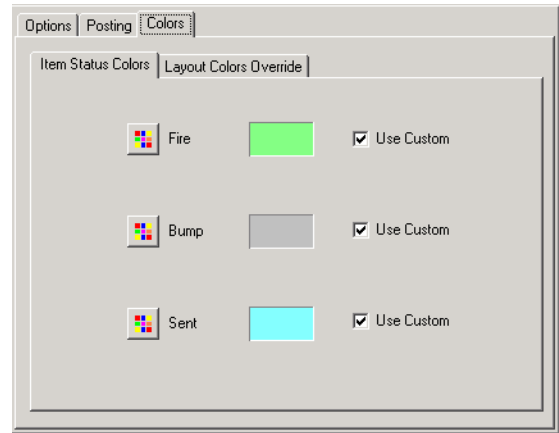 Options Posting Colors
Item Status Colors Layout Colors Override
Fire Use Custom
Bump Use Custom
Sent Use Custom